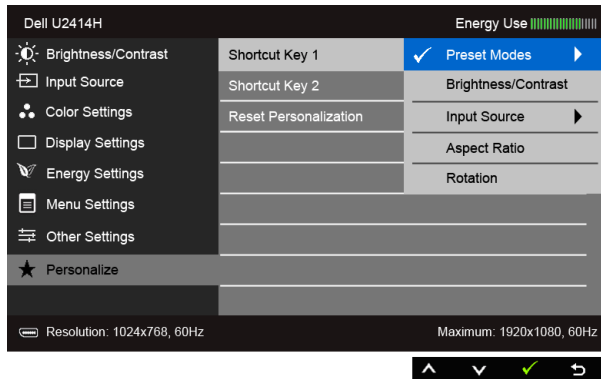 Dell U2414H
Energy Use
Brightness/Contrast
Input Source
Color Settings
Display Settings
Energy Settings
Menu Settings
Other Settings
Personalize
Shortcut Key 1
Shortcut Key 2
Reset Personalization
Preset Modes
Brightness/Contrast
Input Source
Aspect Ratio
Rotation
Resolution: 1024x768, 60Hz
Maximum: 1920x1080, 60Hz